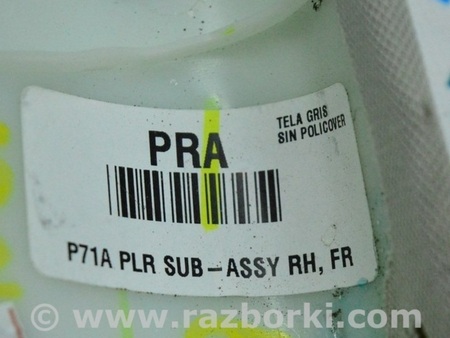 TELA GRIS
SIN POLICOVER
PRA
P71A PLR SUB-ASSY RH, FR
© www.razborki.com